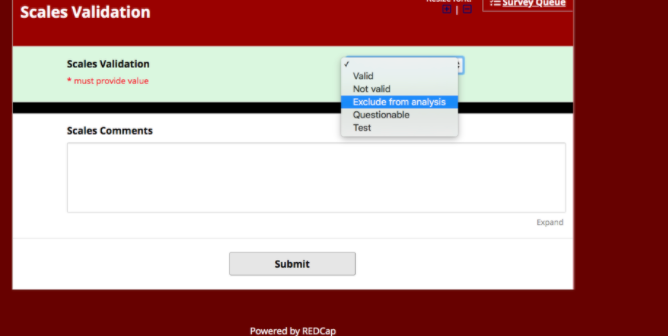 Scales Validation
Survey Queue
Scales Validation
* must provide value
✓
Valid
Not valid
Exclude from analysis
Questionable
Test
Scales Comments
Expand
Submit
Powered by REDCap